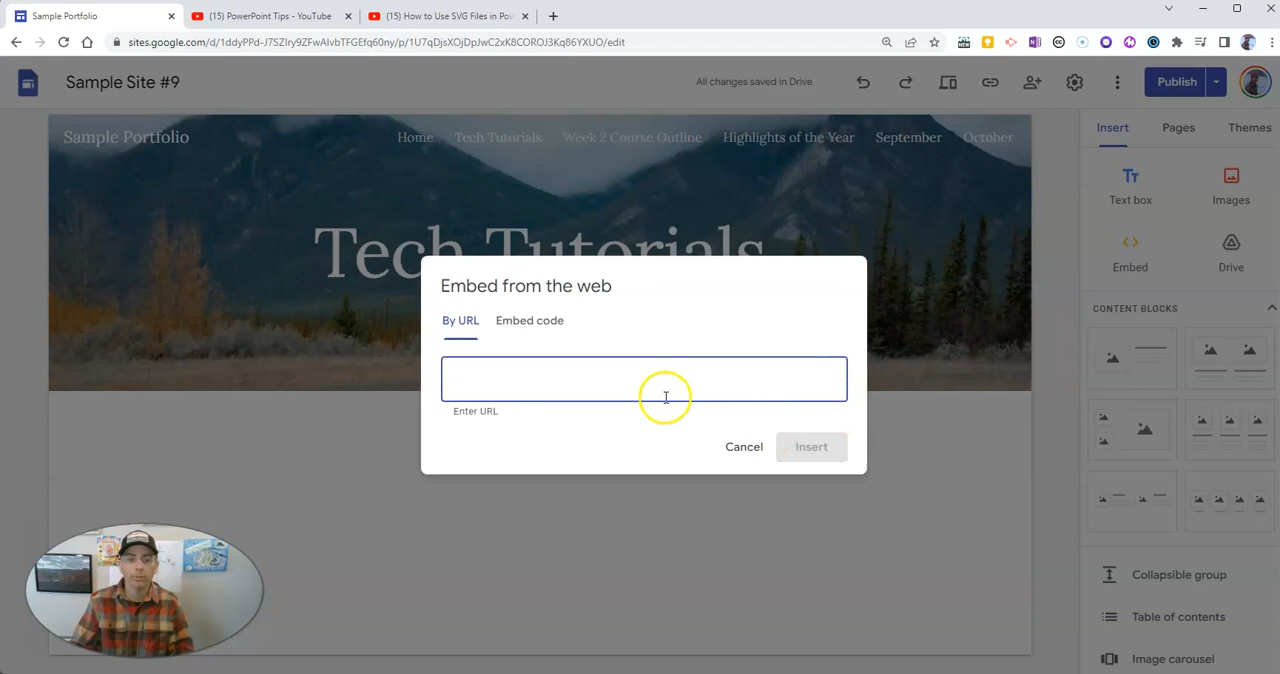 Sample Portfolio
(15) PowerPoint Tips - YouTube
(15) How to Use SVG Files in Pow
sites.google.com/d/1ddyPPd-J7SZIry9ZFwAIvbTFGEfq60ny/p/1U7qDjsXOjDpJwC2xK8COROJ3Kq86YXUO/edit
Sample Site #9
All changes saved in Drive
Publish
Sample Portfolio
Home
Tech Tutorials
Week 2 Course Outline
Highlights of the Year
September
October
Insert
Pages
Themes
Text box
Images
Embed
Drive
Tech Tutorials
Embed from the web
By URL
Embed code
Enter URL
Cancel
Insert
CONTENT BLOCKS
Collapsible group
Table of contents
Image carousel